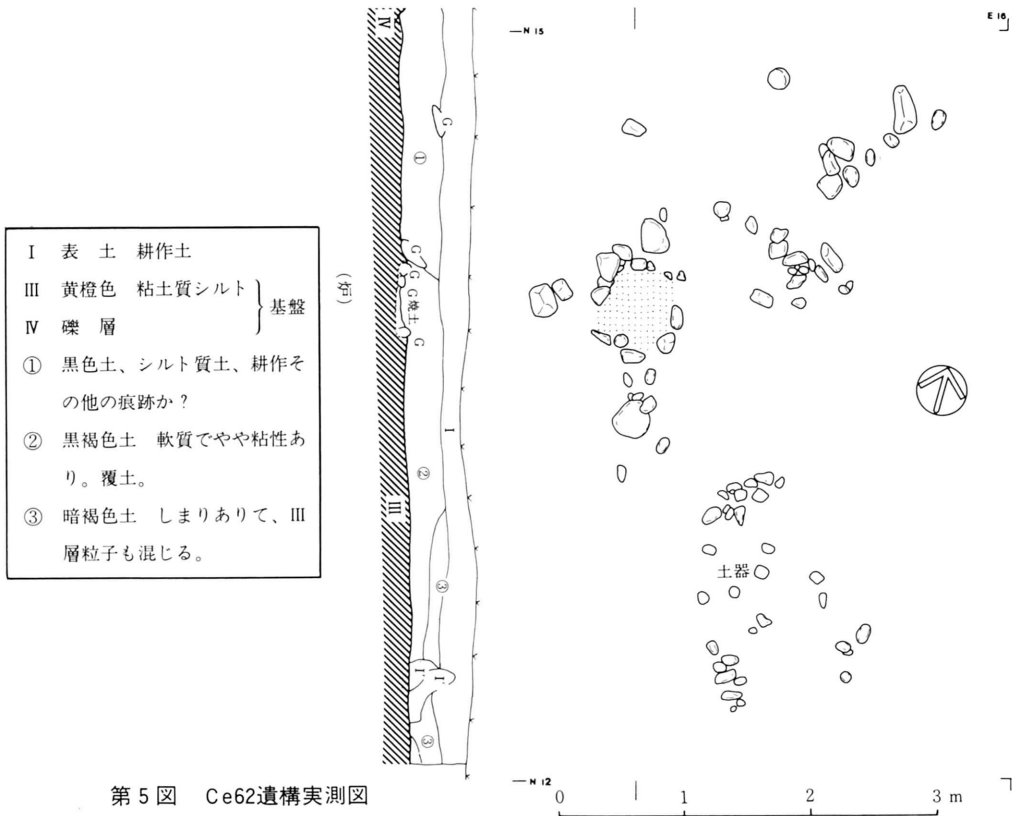 I 表土 耕作土
III 黄橙色 粘土質シルト
IV 礫層
基盤
① 黒色土、シルト質土、耕作そ
の他の痕跡か？
② 黒褐色土 軟質でやや粘性あ
り。覆土。
③ 暗褐色土 しまりありて、III
層粒子も混じる。
IV
G
①
G
G
G
焼土
G
(炉)
I
②
III
③
I
I
③
N 15
E 16
土器
N 12
0 1 2 3 m
第5図 Ce62遺構実測図